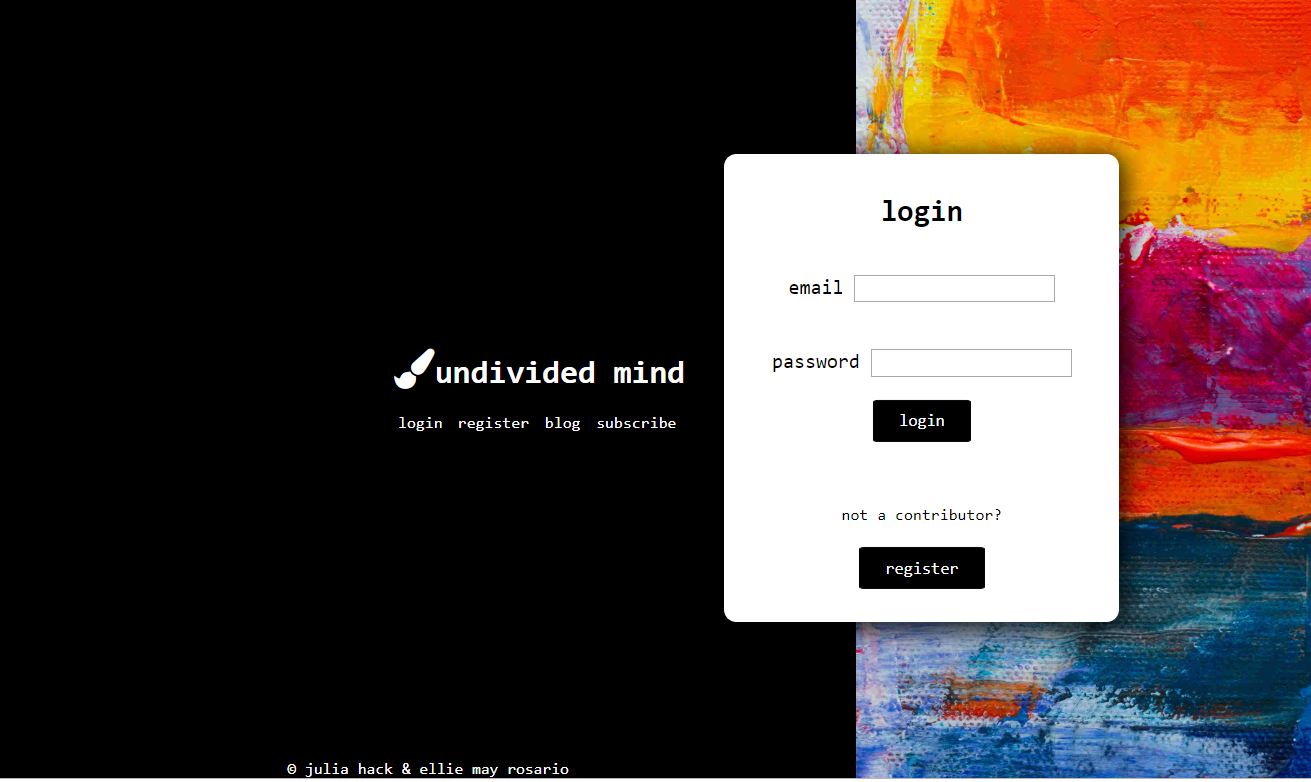 undivided mind
login register blog subscribe
© julia hack & ellie may rosario
login
email
password
login
not a contributor?
register